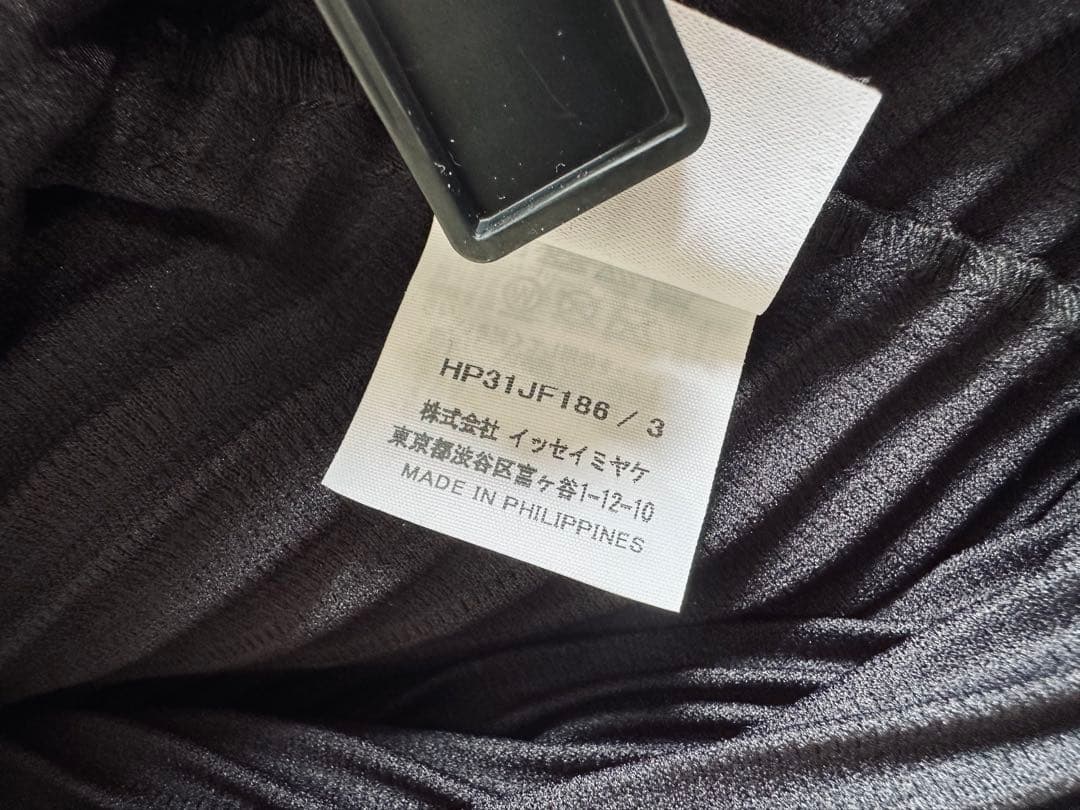 HP31JF186 / 3
株式会社 イッセイミヤケ
東京都渋谷区富ヶ谷1-12-10
MADE IN PHILIPPINES